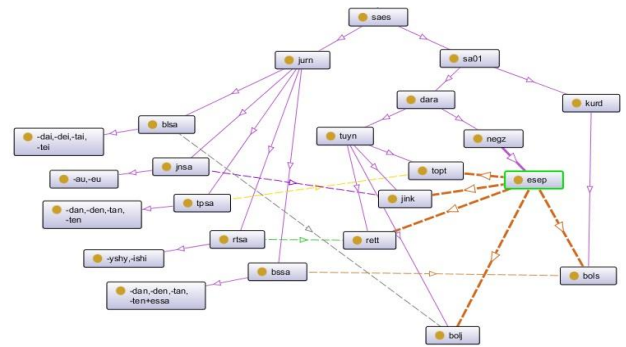 saes
jurn
sa01
dara
kurd
blsa
tuyn
negz
-dai,-dei,-tai,
-tei
jnsa
topt
-au,-eu
esep
tpsa
jink
-dan,-den,-tan,
-ten
rtsa
rett
-yshy,-ishi
bssa
bols
-dan,-den,-tan,
-ten+essa
bolj